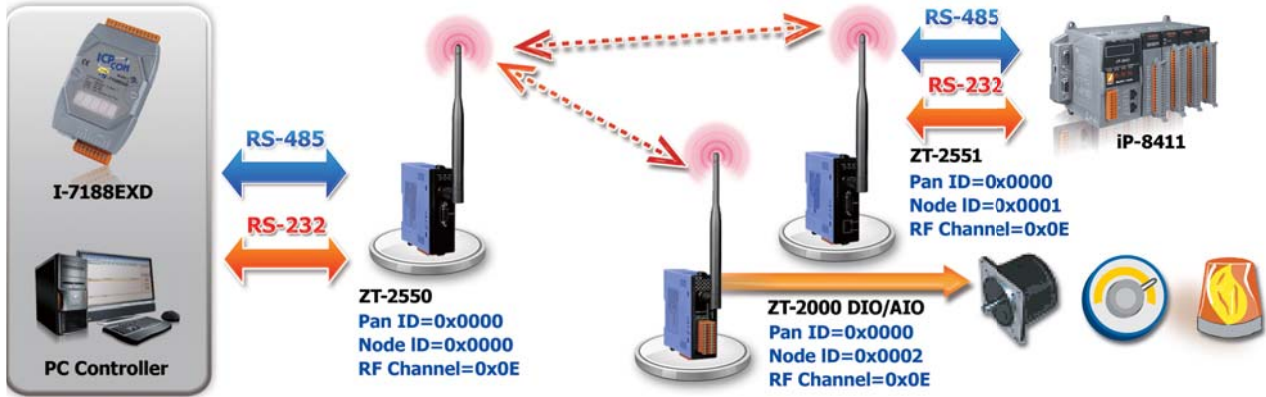 ICP
CON
I-7188EXD
PC Controller
RS-485
RS-232
ZT-2550
Pan ID=0x0000
Node ID=0x0000
RF Channel=0x0E
ZT-2000 DIO/AIO
Pan ID=0x0000
Node ID=0x0002
RF Channel=0x0E
RS-485
RS-232
ZT-2551
Pan ID=0x0000
Node ID=0x0001
RF Channel=0x0E
iP-8411